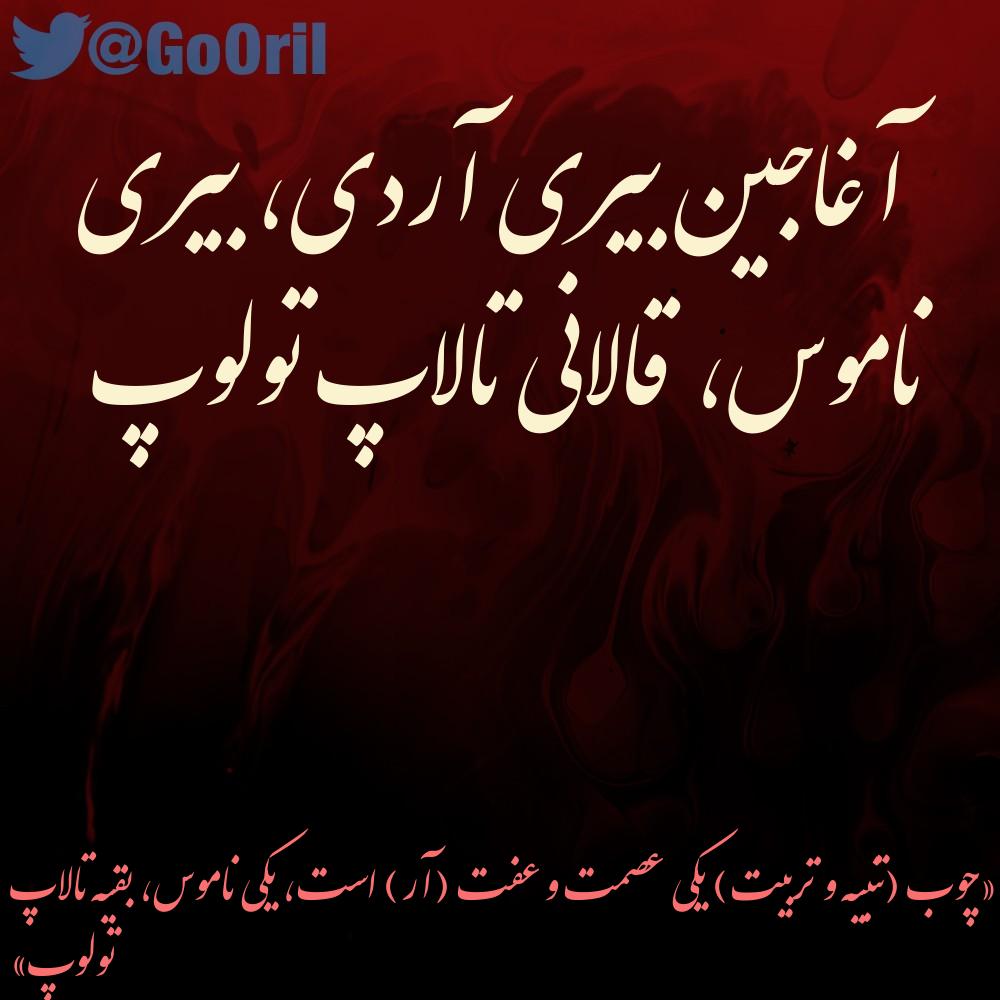 @Go0ril
آغاجین بیری آردی، بیری
ناموس، قالانی تالاپ تولوپ
«چوب (تنبیه و تربیت) یکی عصمت و عفت (آر) است، یکی ناموس، بقیه تالاپ
تولوپ»